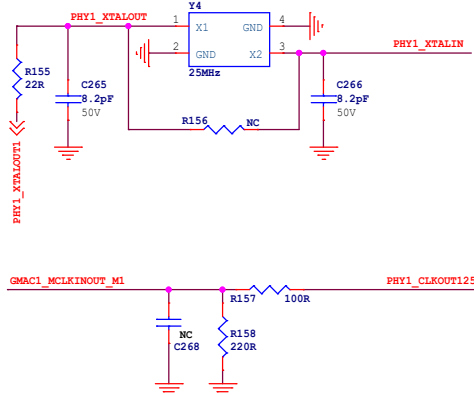 Y4
PHY1_XTALOUT
1
X1
GND
4
2
GND
X2
3
PHY1_XTALIN
25MHz
R155
22R
C265
8.2pF
50V
C266
8.2pF
50V
R156
NC
PHY1_XTALOUT1
GMAC1_MCLKINOUT_M1
PHY1_CLKOUT125
R157
100R
NC
C268
R158
220R